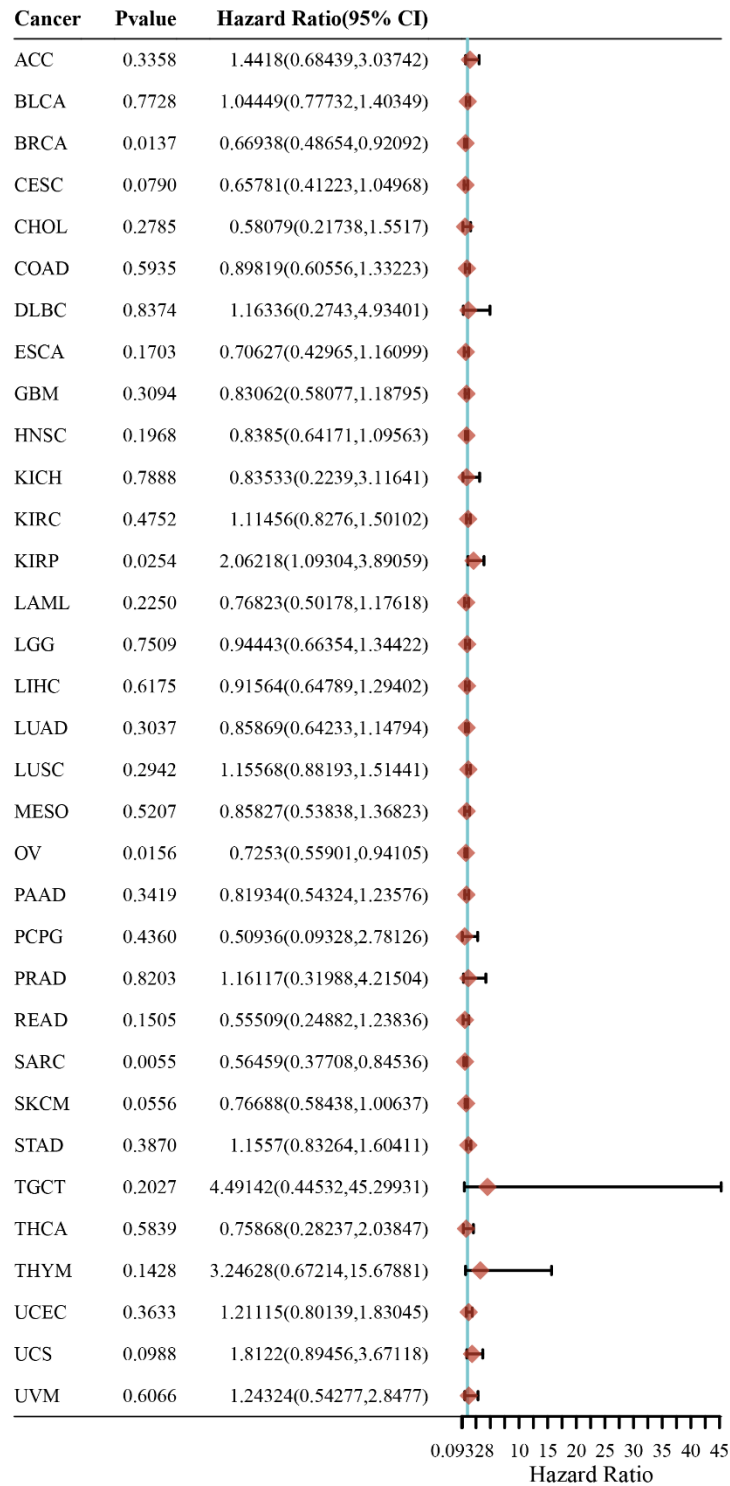 Cancer Pvalue Hazard Ratio(95% CI)
ACC 0.3358 1.4418(0.68439,3.03742)
BLCA 0.7728 1.04449(0.77732,1.40349)
BRCA 0.0137 0.66938(0.48654,0.92092)
CESC 0.0790 0.65781(0.41223,1.04968)
CHOL 0.2785 0.58079(0.21738,1.5517)
COAD 0.5935 0.89819(0.60556,1.33223)
DLBC 0.8374 1.16336(0.2743,4.93401)
ESCA 0.1703 0.70627(0.42965,1.16099)
GBM 0.3094 0.83062(0.58077,1.18795)
HNSC 0.1968 0.8385(0.64171,1.09563)
KICH 0.7888 0.83533(0.2239,3.11641)
KIRC 0.4752 1.11456(0.8276,1.50102)
KIRP 0.0254 2.06218(1.09304,3.89059)
LAML 0.2250 0.76823(0.50178,1.17618)
LGG 0.7509 0.94443(0.66354,1.34422)
LIHC 0.6175 0.91564(0.64789,1.29402)
LUAD 0.3037 0.85869(0.64233,1.14794)
LUSC 0.2942 1.15568(0.88193,1.51441)
MESO 0.5207 0.85827(0.53838,1.36823)
OV 0.0156 0.7253(0.55901,0.94105)
PAAD 0.3419 0.81934(0.54324,1.23576)
PCPG 0.4360 0.50936(0.09328,2.78126)
PRAD 0.8203 1.16117(0.31988,4.21504)
READ 0.1505 0.55509(0.24882,1.23836)
SARC 0.0055 0.56459(0.37708,0.84536)
SKCM 0.0556 0.76688(0.58438,1.00637)
STAD 0.3870 1.1557(0.83264,1.60411)
TGCT 0.2027 4.49142(0.44532,45.29931)
THCA 0.5839 0.75868(0.28237,2.03847)
THYM 0.1428 3.24628(0.67214,15.67881)
UCEC 0.3633 1.21115(0.80139,1.83045)
UCS 0.0988 1.8122(0.89456,3.67118)
UVM 0.6066 1.24324(0.54277,2.8477)
0.09328 10 15 20 25 30 35 40 45
Hazard Ratio